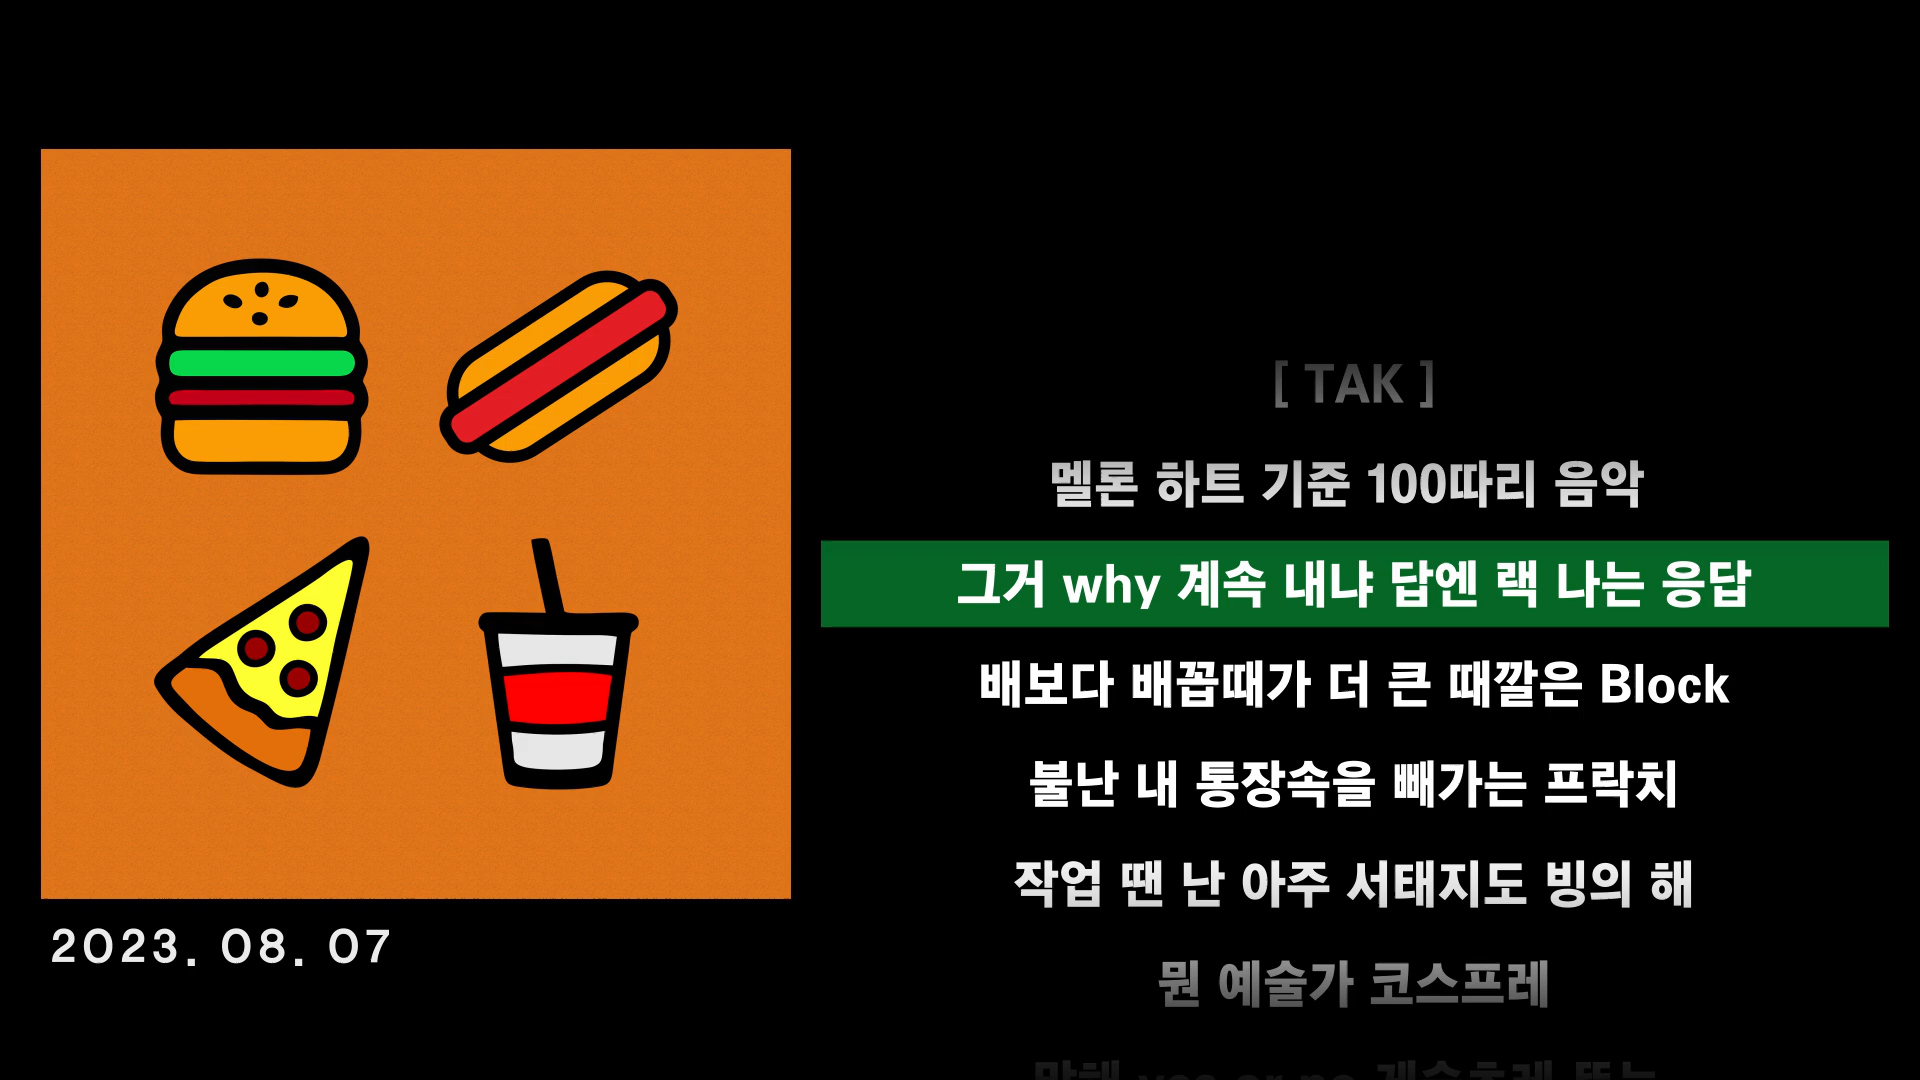 [ TAK ]
멜론 하트 기준 100따리 음악
그거 why 계속 내냐 답엔 랙 나는 응답
배보다 배꼽때가 더 큰 때깔은 Block
불난 내 통장속을 빼가는 프락치
작업 땐 난 아주 서태지도 빙의 해
뭔 예술가 코스프레
2023. 08. 07